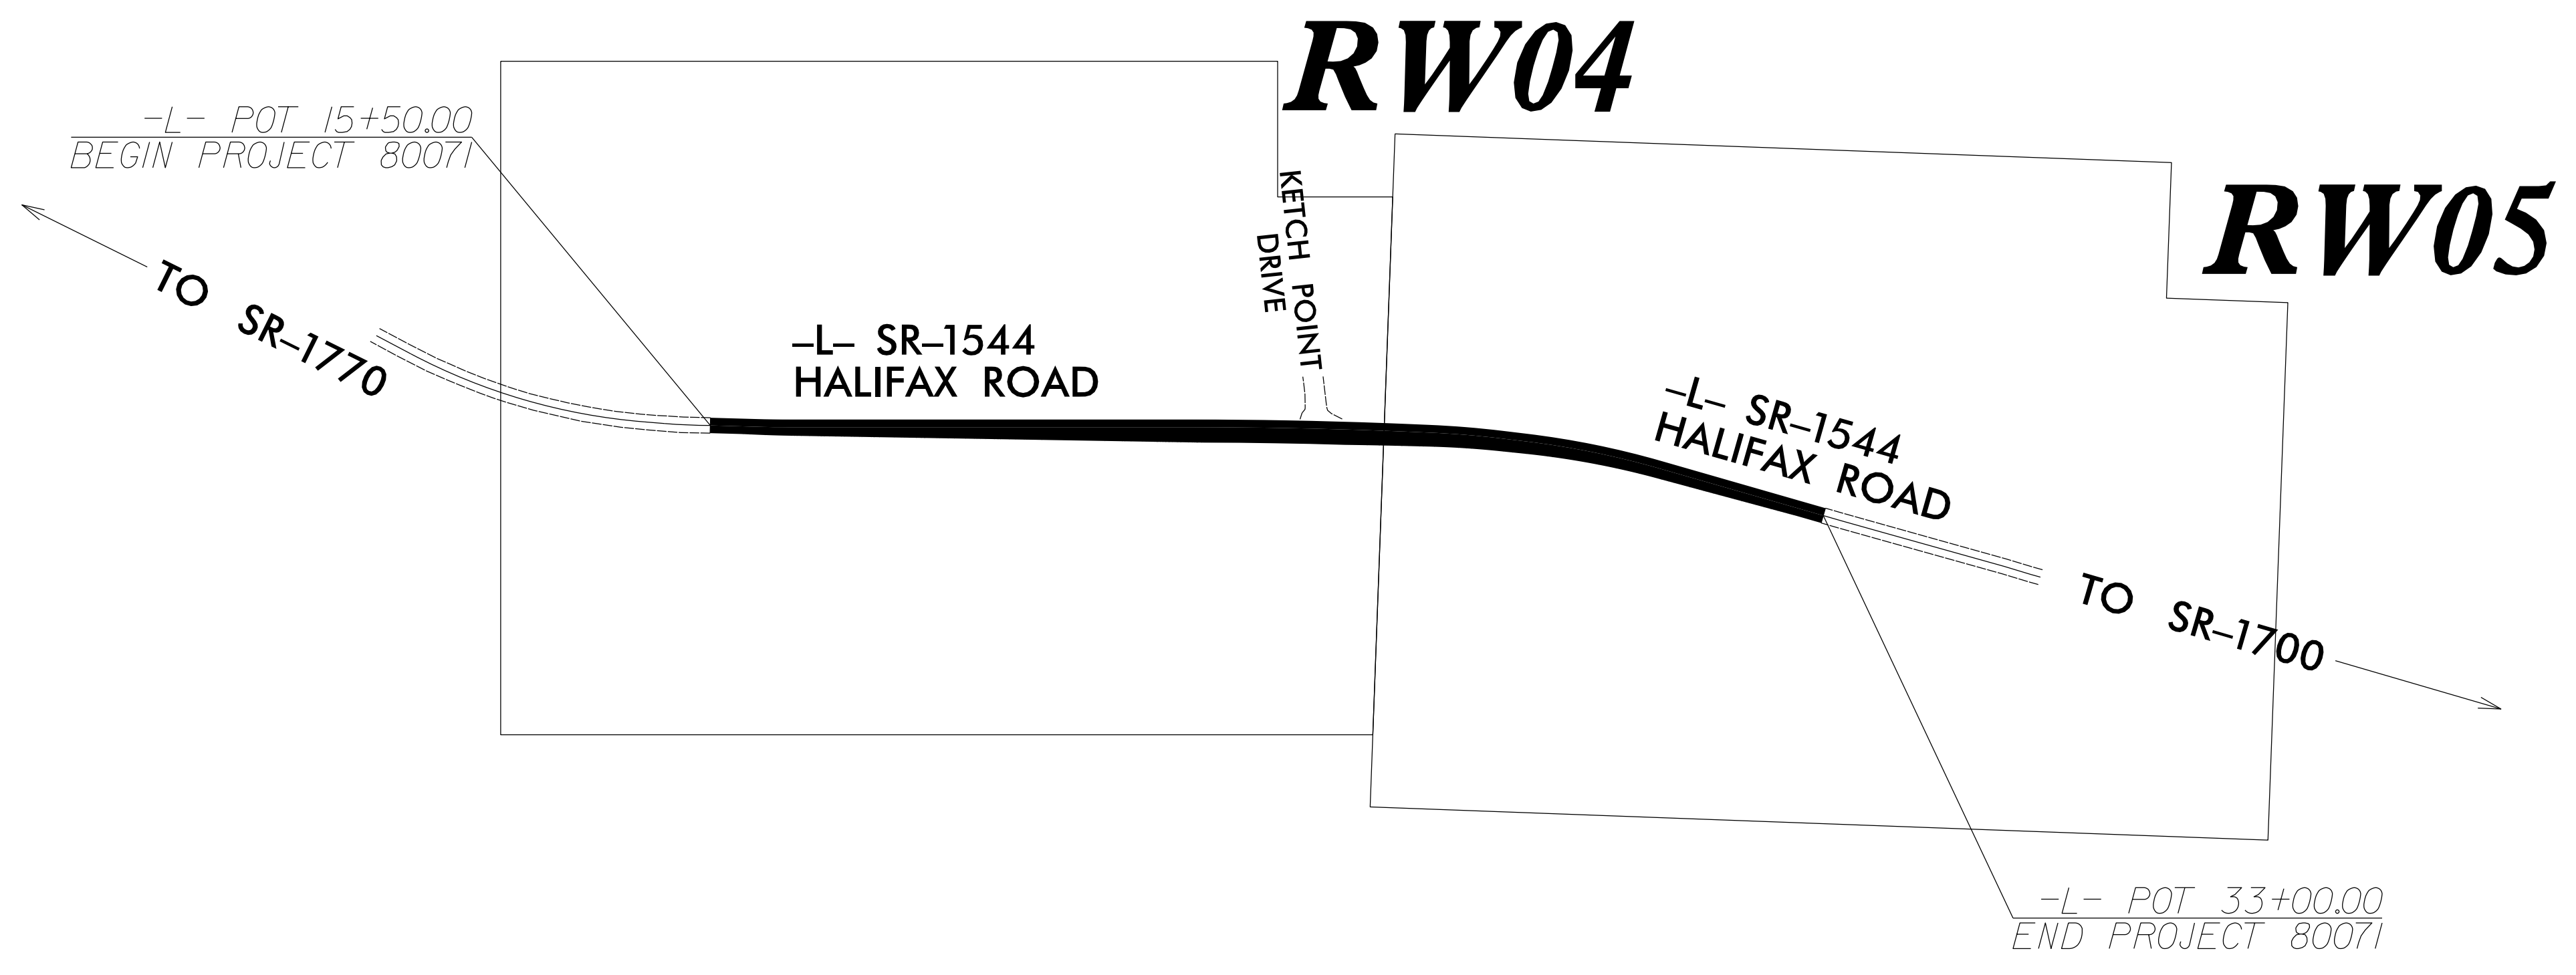 RW04
-L- POT 15+50.00
BEGIN PROJECT 80071
RW05
KETCH POINT
DRIVE
TO SR-1770
-L- SR-1544
HALIFAX ROAD
-L- SR-1544
HALIFAX ROAD
TO SR-1700
-L- POT 33+00.00
END PROJECT 80071